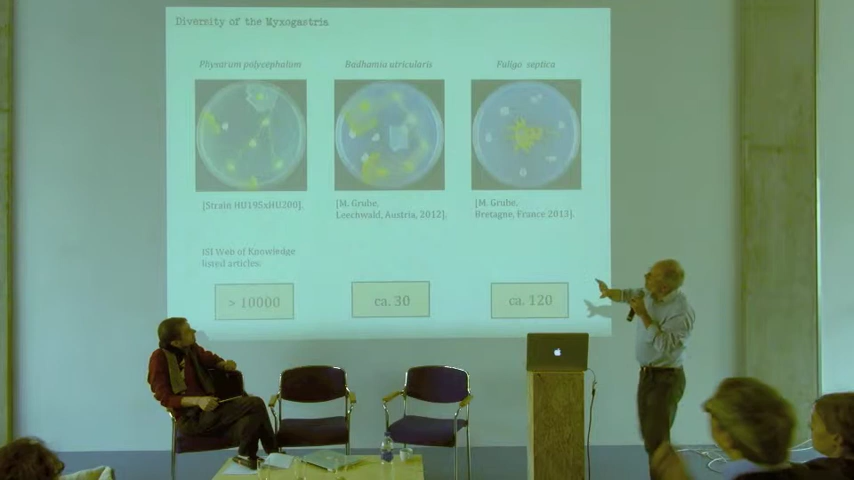 Diversity of the Myxogastria
Physarum polycephalum
Badhamia utricularis
Fuligo septica
[Strain HU195xHU200].
[M. Grube,
Leechwald, Austria, 2012].
[M. Grube,
Bretagne, France 2013].
ISI Web of Knowledge
listed articles:
> 10000
ca. 30
ca. 120